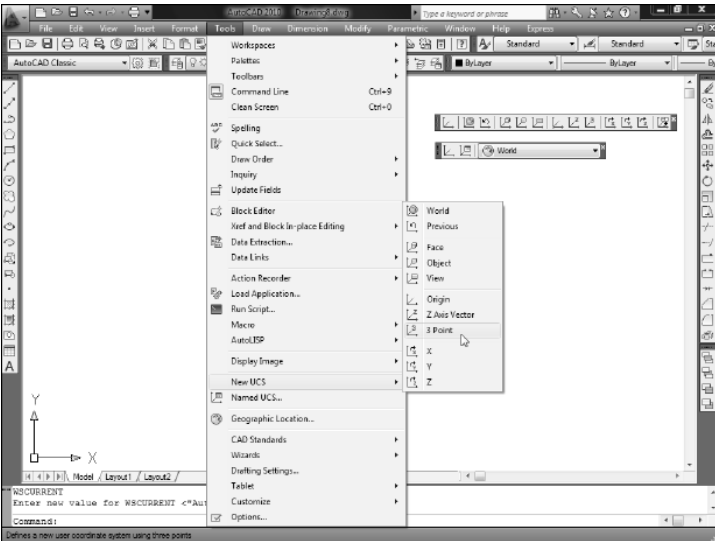 AutoCAD 2010 Drawing1.dwg
Type a keyword or phrase
File Edit View Insert Format Tools Draw Dimension Modify Parametric Window Help Express
Standard
Standard
AutoCAD Classic
ByLayer
ByLayer
Workspaces
Palettes
Toolbars
Command Line Ctrl+9
Clean Screen Ctrl+0
ABC
Spelling
Quick Select...
Draw Order
Inquiry
Update Fields
Block Editor
Xref and Block In-place Editing
Data Extraction...
Data Links
Action Recorder
Load Application...
Run Script...
Macro
AutoLISP
Display Image
New UCS
Named UCS...
Geographic Location...
CAD Standards
Wizards
Drafting Settings...
Tablet
Customize
Options...
World
World
Previous
Face
Object
View
Origin
Z Axis Vector
3 Point
X
Y
Z
A
Y
X
Model Layout1 Layout2
WSCURRENT
Enter new value for WSCURRENT <"Aut
Command:
Defines a new user coordinate system using three points